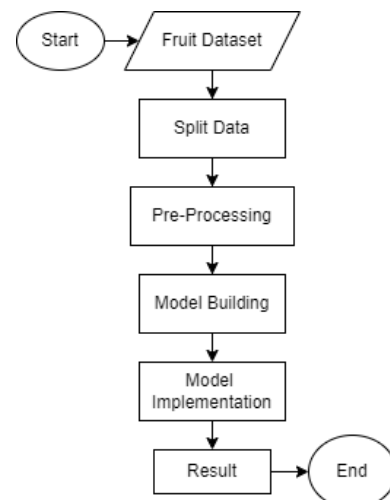 Start
Fruit Dataset
Split Data
Pre-Processing
Model Building
Model
Implementation
Result
End